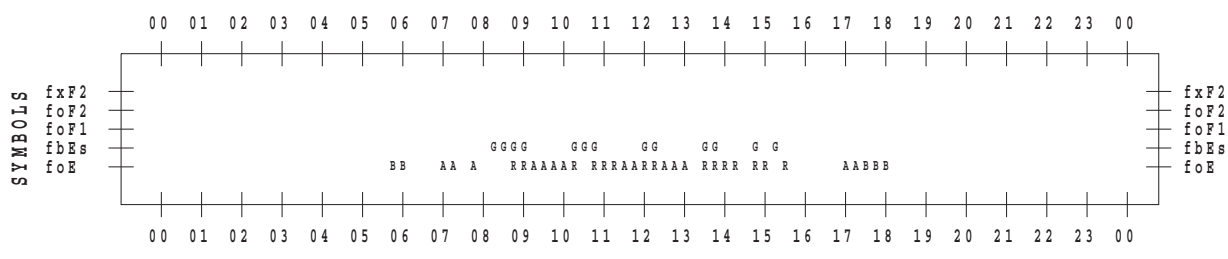 00 01 02 03 04 05 06 07 08 09 10 11 12 13 14 15 16 17 18 19 20 21 22 23 00
SYMBOLS
fxF2 fxF2
foF2 foF2
foF1 foF1
fbEs GGGG GGG GG GG G G fbEs
foE BB AA A RRAAAAR RRRAARRAAA RRRR RR R AABBB foE
00 01 02 03 04 05 06 07 08 09 10 11 12 13 14 15 16 17 18 19 20 21 22 23 00